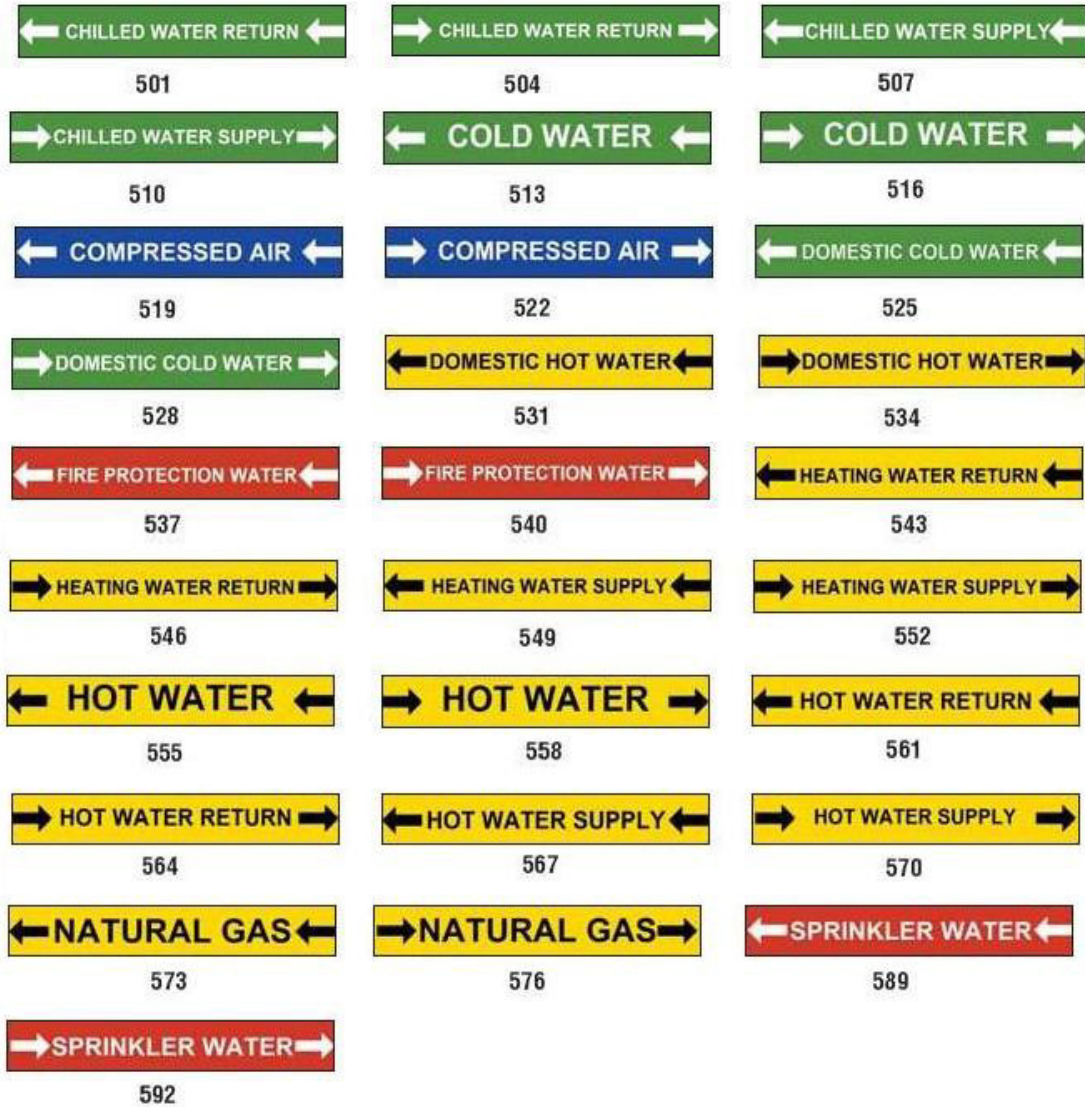 CHILLED WATER RETURN
CHILLED WATER RETURN
CHILLED WATER SUPPLY
501
504
507
CHILLED WATER SUPPLY
COLD WATER
COLD WATER
510
513
516
COMPRESSED AIR
COMPRESSED AIR
DOMESTIC COLD WATER
519
522
525
DOMESTIC COLD WATER
DOMESTIC HOT WATER
DOMESTIC HOT WATER
528
531
534
FIRE PROTECTION WATER
FIRE PROTECTION WATER
HEATING WATER RETURN
537
540
543
HEATING WATER RETURN
HEATING WATER SUPPLY
HEATING WATER SUPPLY
546
549
552
HOT WATER
HOT WATER
HOT WATER RETURN
555
558
561
HOT WATER RETURN
HOT WATER SUPPLY
HOT WATER SUPPLY
564
567
570
NATURAL GAS
NATURAL GAS
SPRINKLER WATER
573
576
589
SPRINKLER WATER
592